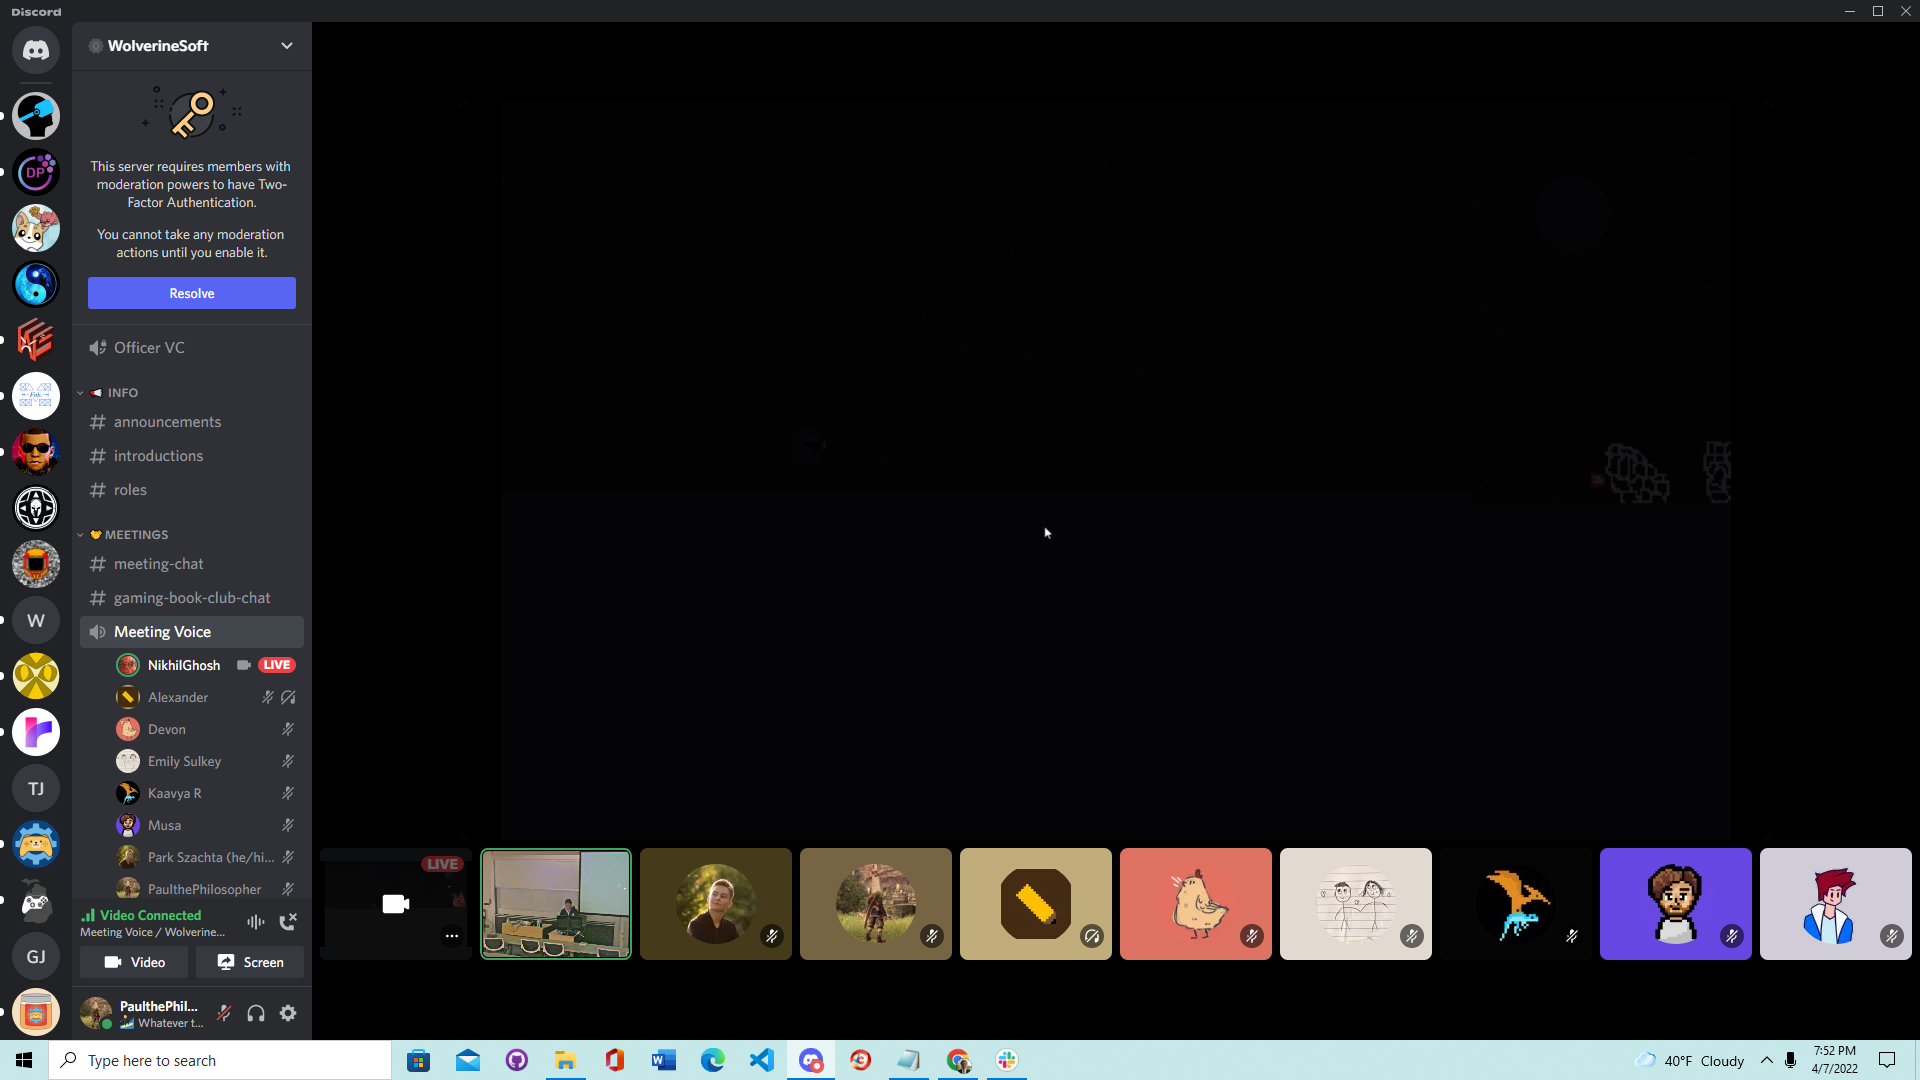 Discord
WolverineSoft
This server requires members with
moderation powers to have Two-
Factor Authentication.
You cannot take any moderation
actions until you enable it.
Resolve
Officer VC
INFO
announcements
introductions
roles
MEETINGS
meeting-chat
gaming-book-club-chat
Meeting Voice
NikhilGhosh LIVE
Alexander
Devon
Emily Sulkey
Kaavya R
Musa
Park Szachta (he/hi...
PaulthePhilosopher
Video Connected
Meeting Voice / Wolverine...
Video Screen
PaulthePhil...
Whatever t...
DP
W
TJ
GJ
LIVE
Type here to search
40°F Cloudy
7:52 PM
4/7/2022